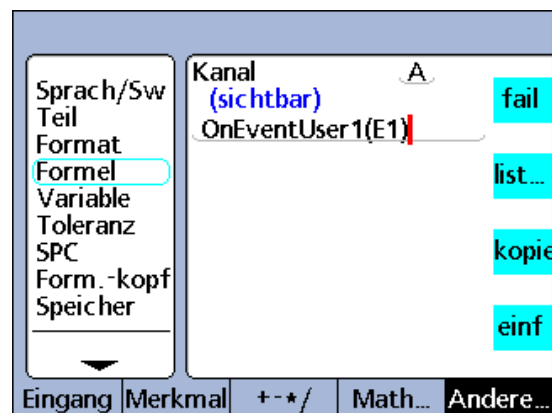 Sprach/Sw
Teil
Format
Formel
Variable
Toleranz
SPC
Form.-kopf
Speicher
Kanal A
(sichtbar)
OnEventUser1(E1)
fail
list...
kopie
einf
Eingang Merkmal +-*/ Math... Andere...